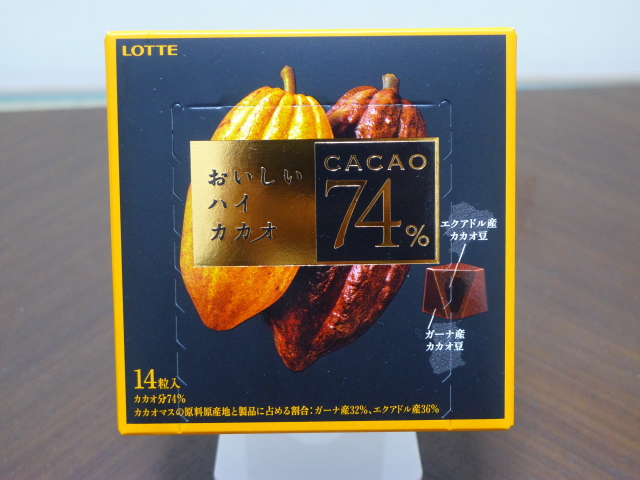 LOTTE
おいしい
ハイ
カカオ
CACAO
74%
エクアドル産
カカオ豆
ガーナ産
カカオ豆
14粒入
カカオ分74%
カカオマスの原料原産地と製品に占める割合:ガーナ産32%、エクアドル産36%